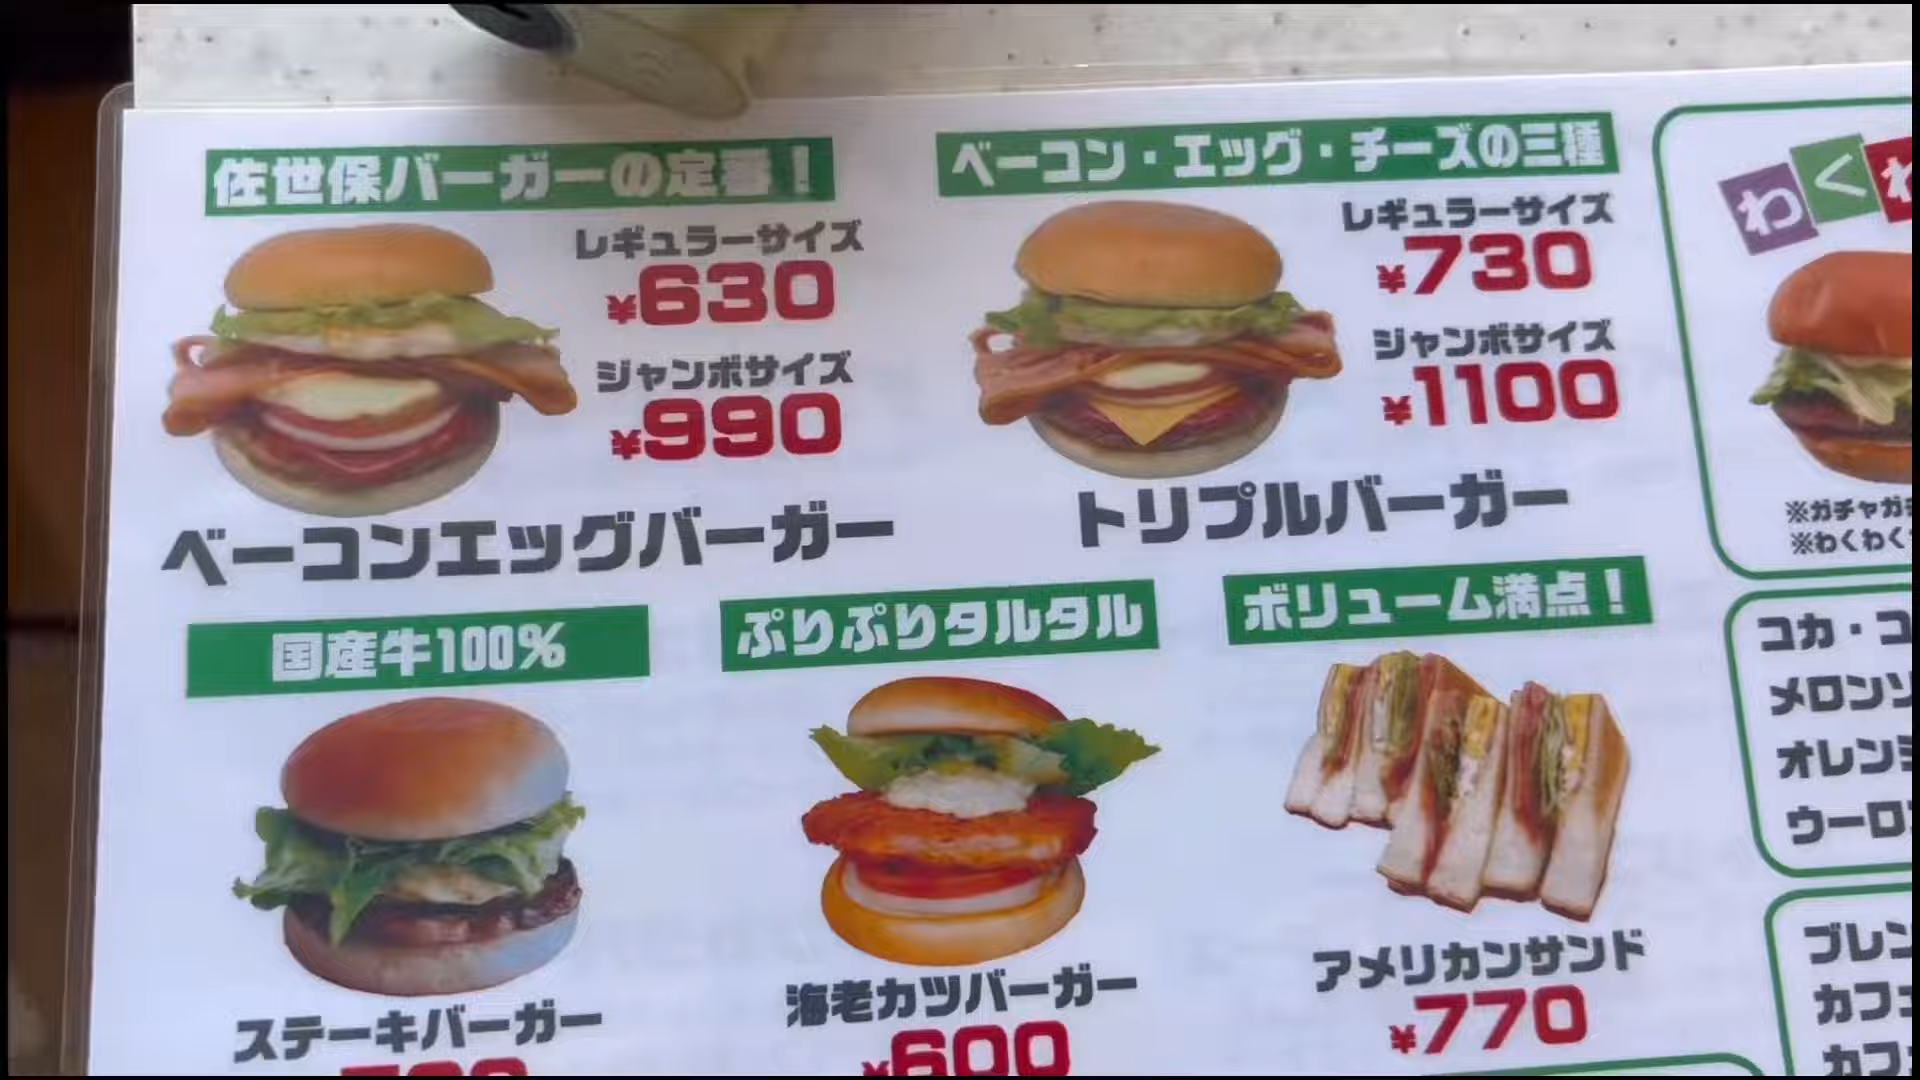 佐世保バーガーの定番！
レギュラーサイズ
¥630
ジャンボサイズ
¥990
ベーコンエッグバーガー
ベーコン・エッグ・チーズの三種
レギュラーサイズ
¥730
ジャンボサイズ
¥1100
トリプルバーガー
わくわ
※ガチャガ
※わくわく
国産牛100%
ステーキバーガー
ぷりぷりタルタル
海老カツバーガー
¥600
ボリューム満点！
アメリカンサンド
¥770
コカ・コ
メロンソ
オレン
ウーロ
ブレン
カフ
カフ